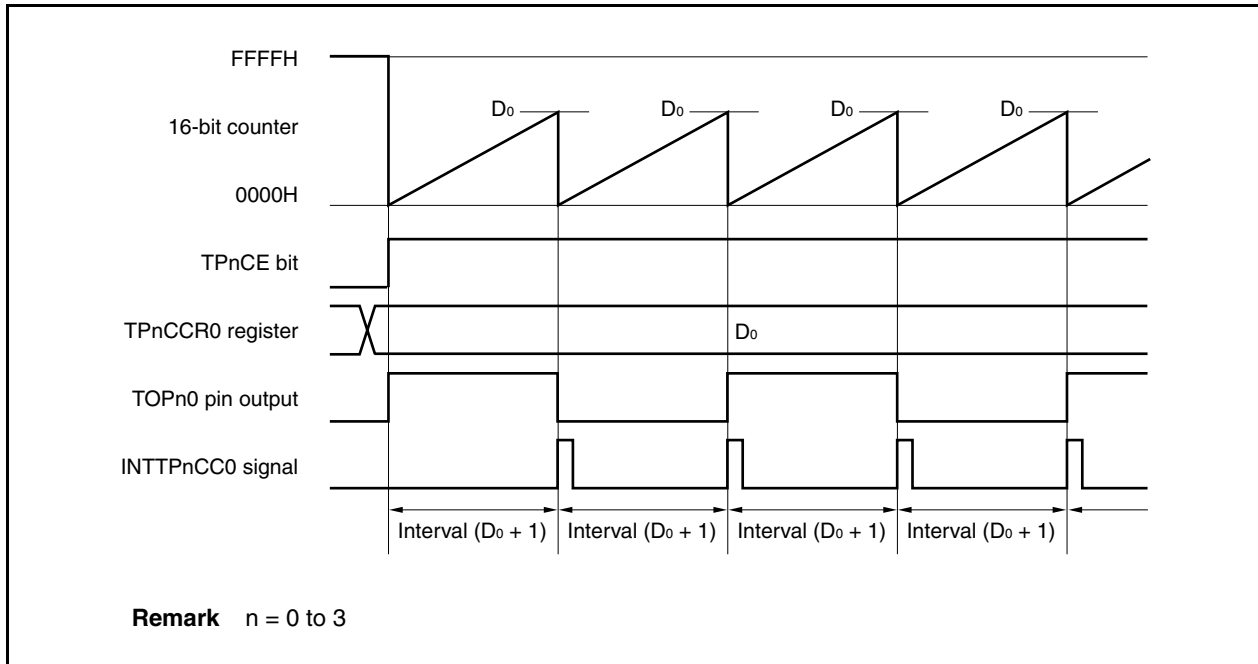 FFFFH
D0 D0 D0 D0
16-bit counter
0000H
TPnCE bit
TPnCCR0 register
D0
TOPn0 pin output
INTTPnCC0 signal
Interval (D0 + 1) Interval (D0 + 1) Interval (D0 + 1) Interval (D0 + 1)
Remark n = 0 to 3